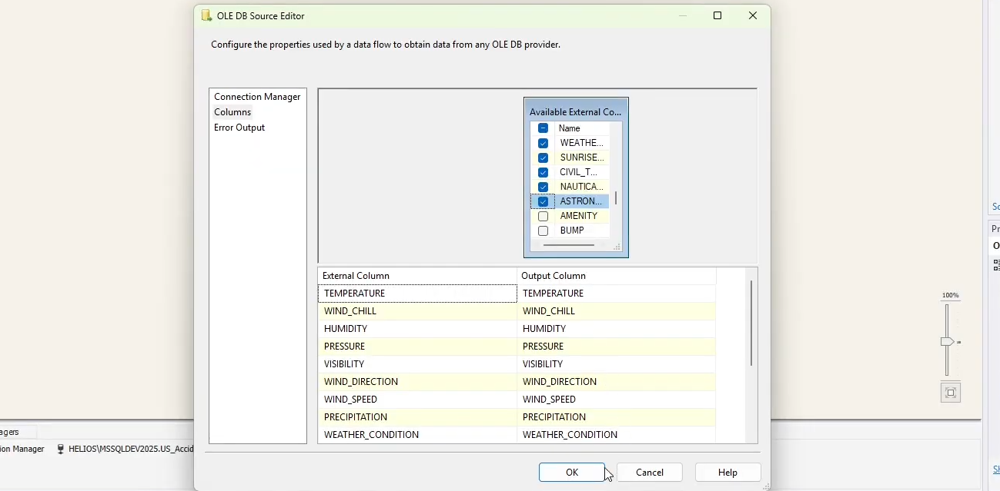 OLE DB Source Editor
Configure the properties used by a data flow to obtain data from any OLE DB provider.
Connection Manager
Columns
Error Output
Available External Co...
Name
WEATHE...
SUNRISE...
CIVIL_T...
NAUTICA...
ASTRON...
AMENITY
BUMP
External Column Output Column
TEMPERATURE TEMPERATURE
WIND_CHILL WIND_CHILL
HUMIDITY HUMIDITY
PRESSURE PRESSURE
VISIBILITY VISIBILITY
WIND_DIRECTION WIND_DIRECTION
WIND_SPEED WIND_SPEED
PRECIPITATION PRECIPITATION
WEATHER_CONDITION WEATHER_CONDITION
OK Cancel Help
agers
ion Manager HELIOS\MSSQLDEV2025.US_Accid
100%
So
Pr
O